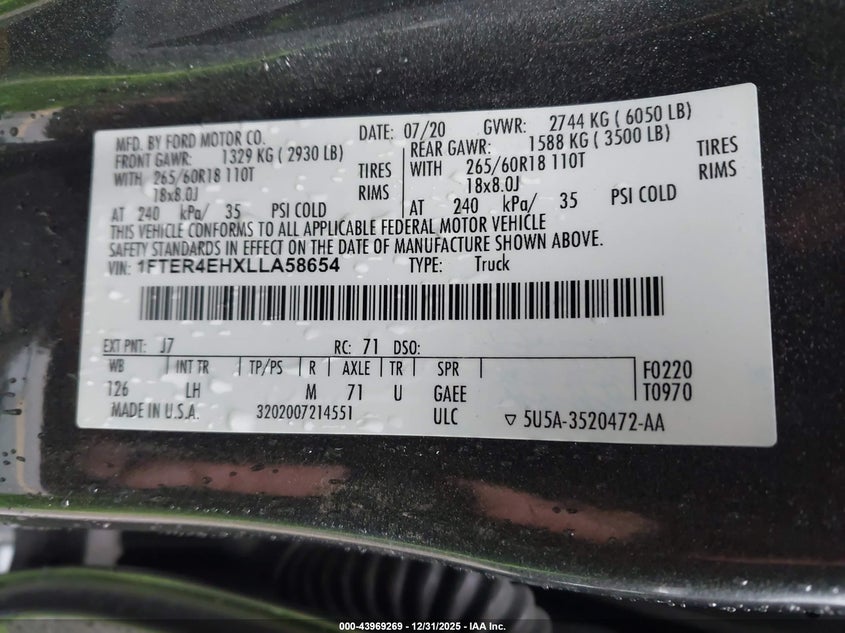 MFD. BY FORD MOTOR CO. DATE: 07/20 GVWR: 2744 KG ( 6050 LB)
FRONT GAWR: 1329 KG ( 2930 LB) REAR GAWR: 1588 KG ( 3500 LB)
WITH 265/60R18 110T TIRES WITH 265/60R18 110T TIRES
18x8.0J RIMS 18x8.0J RIMS
AT 240 kPa/ 35 PSI COLD AT 240 kPa/ 35 PSI COLD
THIS VEHICLE CONFORMS TO ALL APPLICABLE FEDERAL MOTOR VEHICLE
SAFETY STANDARDS IN EFFECT ON THE DATE OF MANUFACTURE SHOWN ABOVE.
VIN: 1FTER4EHXLLA58654 TYPE: Truck
EXT PNT: J7 RC: 71 DSO:
WB INT TR TP/PS R AXLE TR SPR F0220
126 LH M 71 U GAEE T0970
MADE IN U.S.A. 3202007214551 ULC ▽ 5U5A-3520472-AA
000-43969269 - 12/31/2025 - IAA Inc.